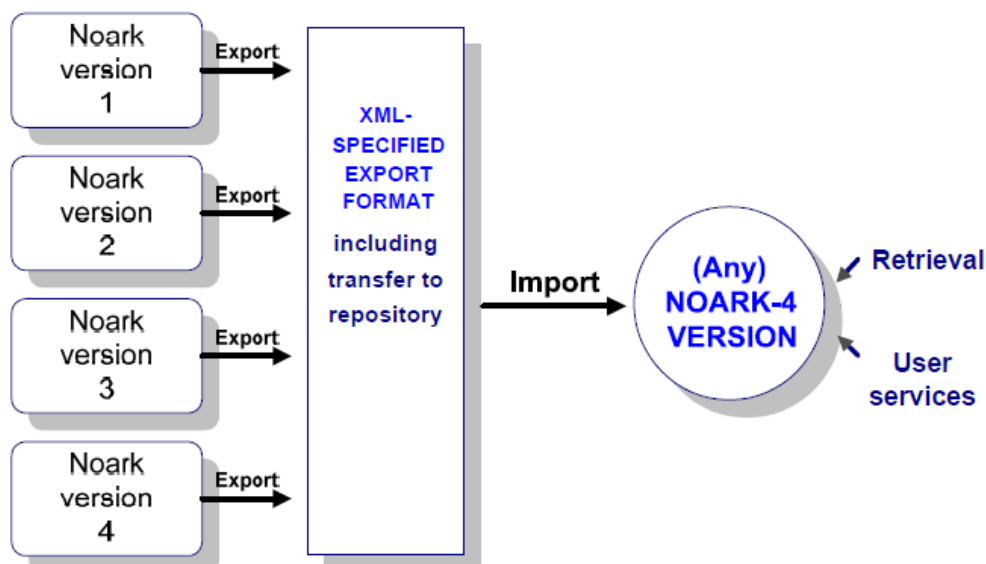 Noark
version
1
Export
Noark
version
2
Export
Noark
version
3
Export
Noark
version
4
Export
XML-
SPECIFIED
EXPORT
FORMAT
including
transfer to
repository
Import
(Any)
NOARK-4
VERSION
Retrieval
User
services